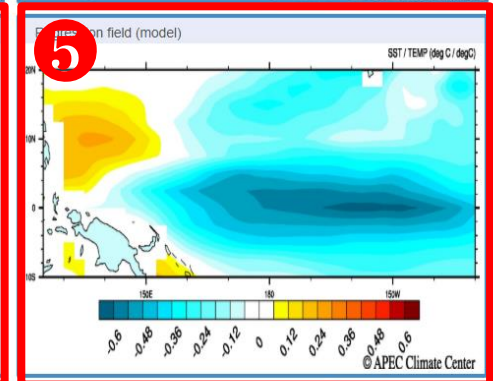 5
Regression field (model)
SST / TEMP (deg C / degC)
20N
10N
0
10S
150E 180 150W
-0.6 -0.48 -0.36 -0.24 -0.12 0 0.12 0.24 0.36 0.48 0.6
© APEC Climate Center